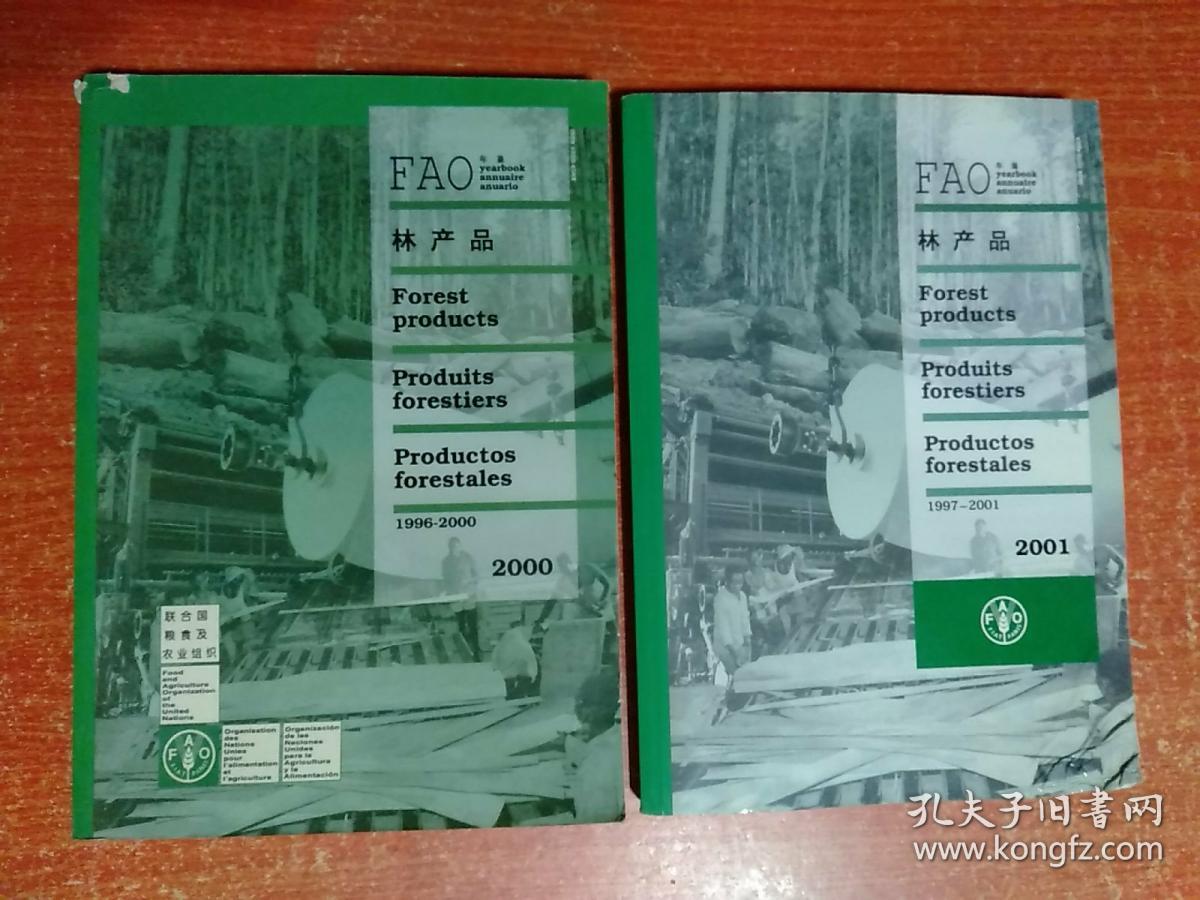 FAO
年鉴
yearbook
annuaire
anuario
林产品
Forest
products
Produits
forestiers
Productos
forestales
1996-2000
2000
联合国
粮食及
农业组织
Food
and
Agriculture
Organization
of
the
United
Nations
Organisation
des
Nations
Unies
pour
l'alimentation
et
l'agriculture
Organización
de las
Naciones
Unidas
para la
Agricultura
y la
Alimentación
F A O
FIAT PANIS
FAO
年鉴
yearbook
annuaire
anuario
林产品
Forest
products
Produits
forestiers
Productos
forestales
1997-2001
2001
F A O
FIAT PANIS
孔夫子旧书网
www.kongfz.com